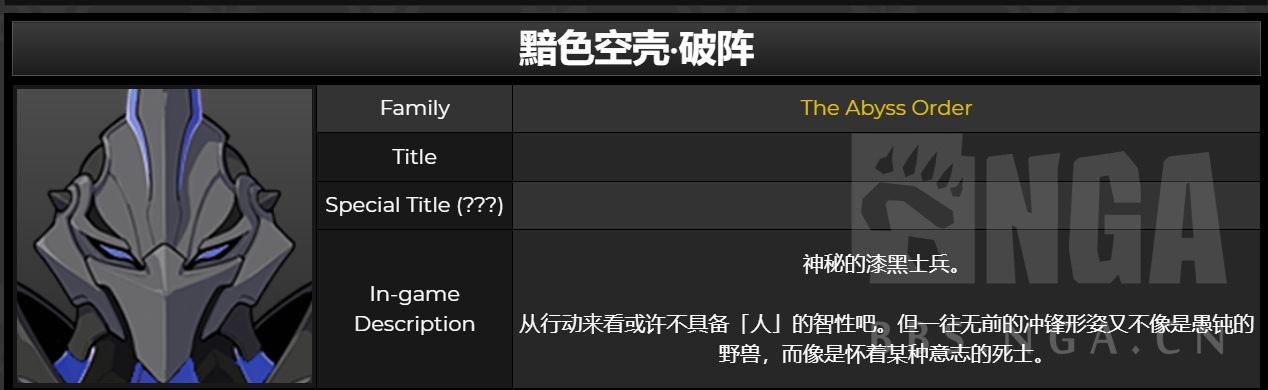 黯色空壳·破阵
Family
The Abyss Order
Title
Special Title (???)
In-game
Description
神秘的漆黑士兵。
从行动来看或许不具备「人」的智性吧。但一往无前的冲锋形姿又不像是愚钝的
野兽，而像是怀着某种意志的死士。
NGA
BBS.NGA.CN